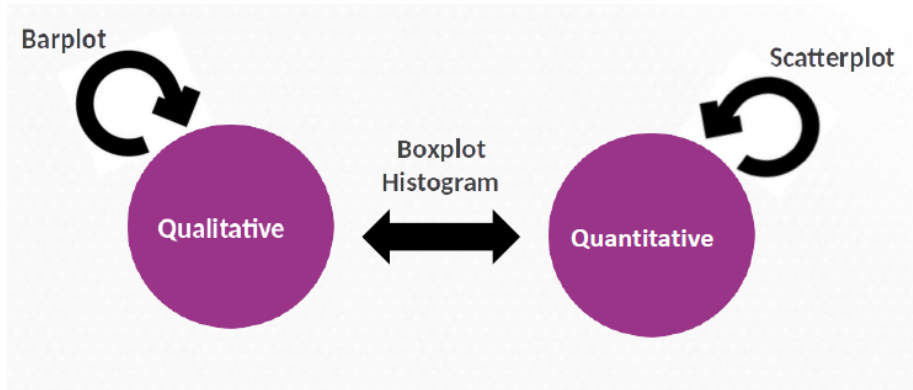 Barplot
Scatterplot
Boxplot
Histogram
Qualitative
Quantitative